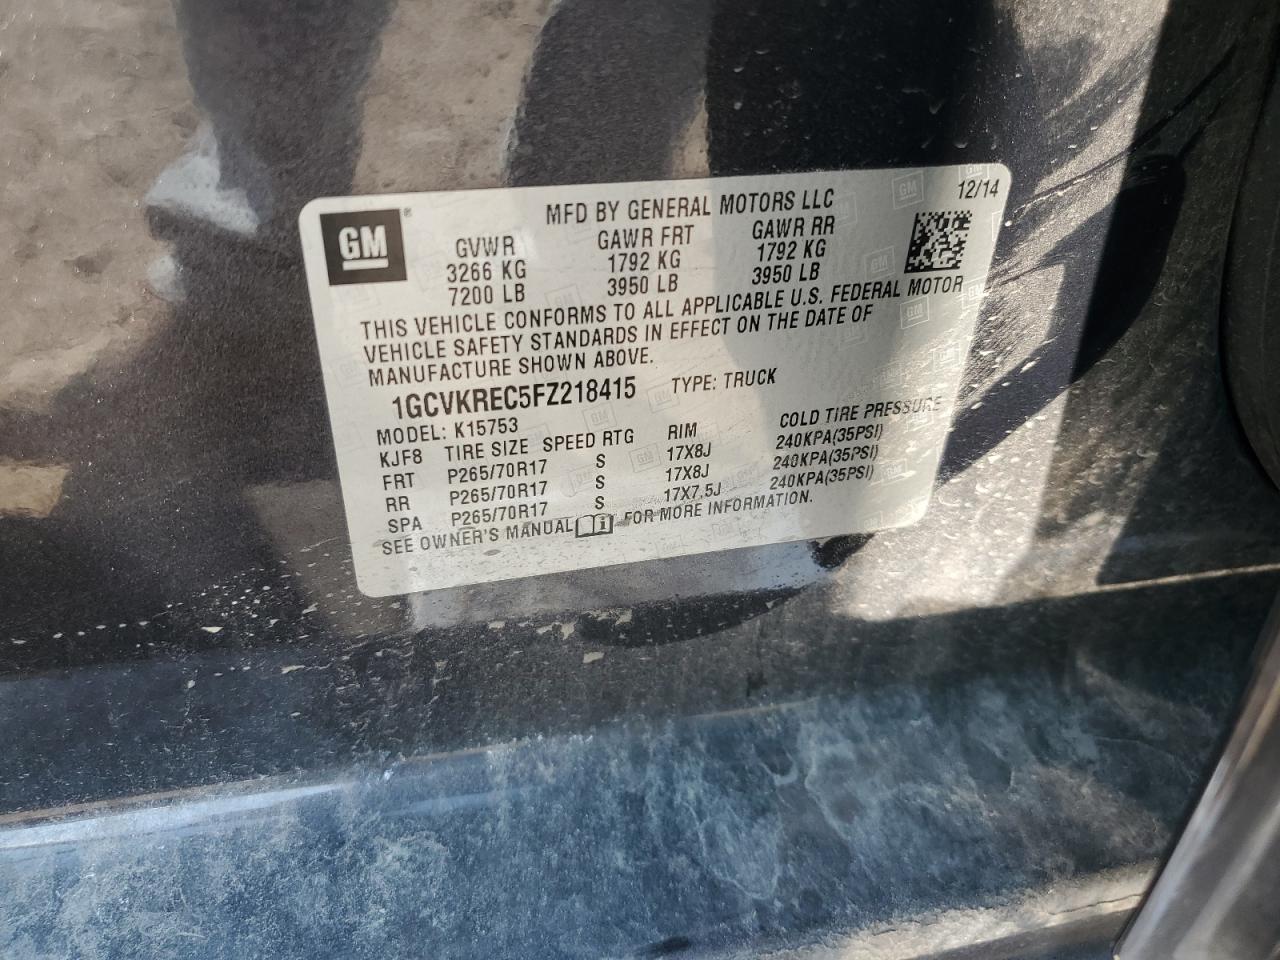 GM ® MFD BY GENERAL MOTORS LLC 12/14
GVWR GAWR FRT GAWR RR
3266 KG 1792 KG 1792 KG
7200 LB 3950 LB 3950 LB
THIS VEHICLE CONFORMS TO ALL APPLICABLE U.S. FEDERAL MOTOR
VEHICLE SAFETY STANDARDS IN EFFECT ON THE DATE OF
MANUFACTURE SHOWN ABOVE.
1GCVKREC5FZ218415 TYPE: TRUCK
MODEL: K15753
KJF8 TIRE SIZE SPEED RTG RIM COLD TIRE PRESSURE
FRT P265/70R17 S 17X8J 240KPA(35PSI)
RR P265/70R17 S 17X8J 240KPA(35PSI)
SPA P265/70R17 S 17X7.5J 240KPA(35PSI)
SEE OWNER'S MANUAL FOR MORE INFORMATION.